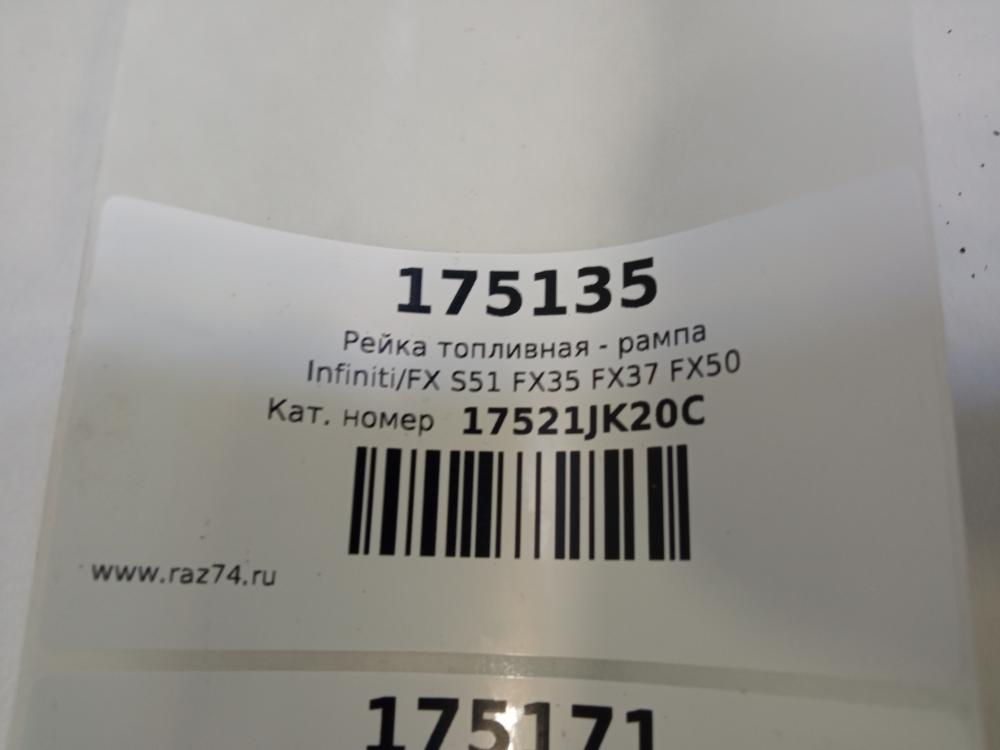 175135
Рейка топливная - рампа
Infiniti/FX S51 FX35 FX37 FX50
Кат. номер 17521JK20C
www.raz74.ru
175171